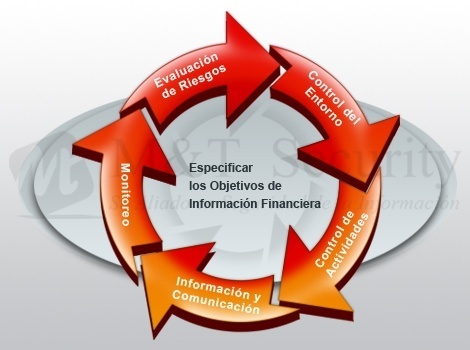 Evaluación
de Riesgos
Control del
Entorno
Control de
Actividades
Información y
Comunicación
Monitoreo
Especificar
los Objetivos de
Información Financiera
M&T Security
Información